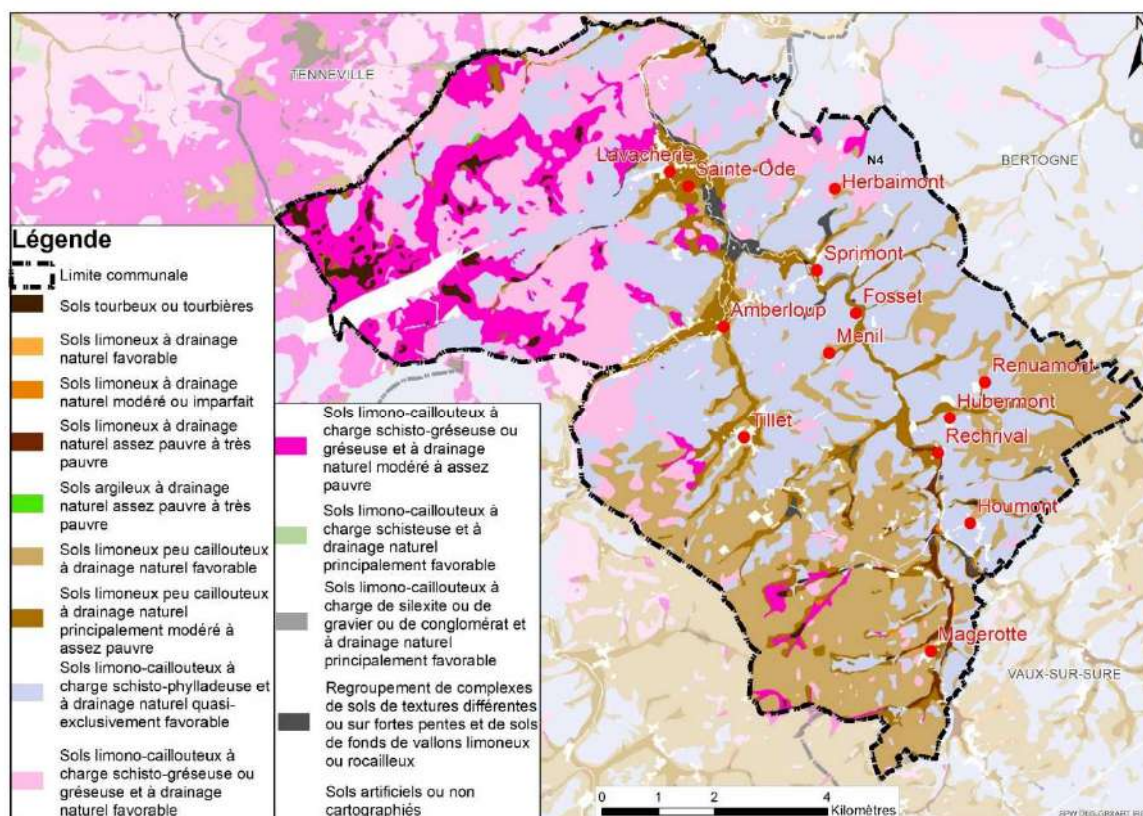 N
TENNEVILLE
BERTOGNE
N4
Lavacherie
Sainte-Ode
Herbaimont
Sprimont
Fosset
Amberloup
Menil
Renuamont
Hubermont
Tillet
Rechrival
Houmont
Magerotte
VAUX-SUR-SURE
Légende
Limite communale
Sols tourbeux ou tourbières
Sols limoneux à drainage
naturel favorable
Sols limoneux à drainage
naturel modéré ou imparfait
Sols limoneux à drainage
naturel assez pauvre à très
pauvre
Sols argileux à drainage
naturel assez pauvre à très
pauvre
Sols limoneux peu caillouteux
à drainage naturel favorable
Sols limoneux peu caillouteux
à drainage naturel
principalement modéré à
assez pauvre
Sols limono-caillouteux à
charge schisto-phylladeuse et
à drainage naturel quasi-
exclusivement favorable
Sols limono-caillouteux à
charge schisto-gréseuse ou
gréseuse et à drainage
naturel favorable
Sols limono-caillouteux à
charge schisto-gréseuse ou
gréseuse et à drainage
naturel modéré à assez
pauvre
Sols limono-caillouteux à
charge schisteuse et à
drainage naturel
principalement favorable
Sols limono-caillouteux à
charge de silexite ou de
gravier ou de conglomérat et
à drainage naturel
principalement favorable
Regroupement de complexes
de sols de textures différentes
ou sur fortes pentes et de sols
de fonds de vallons limoneux
ou rocailleux
Sols artificiels ou non
cartographiés
0 1 2 4
Kilomètres